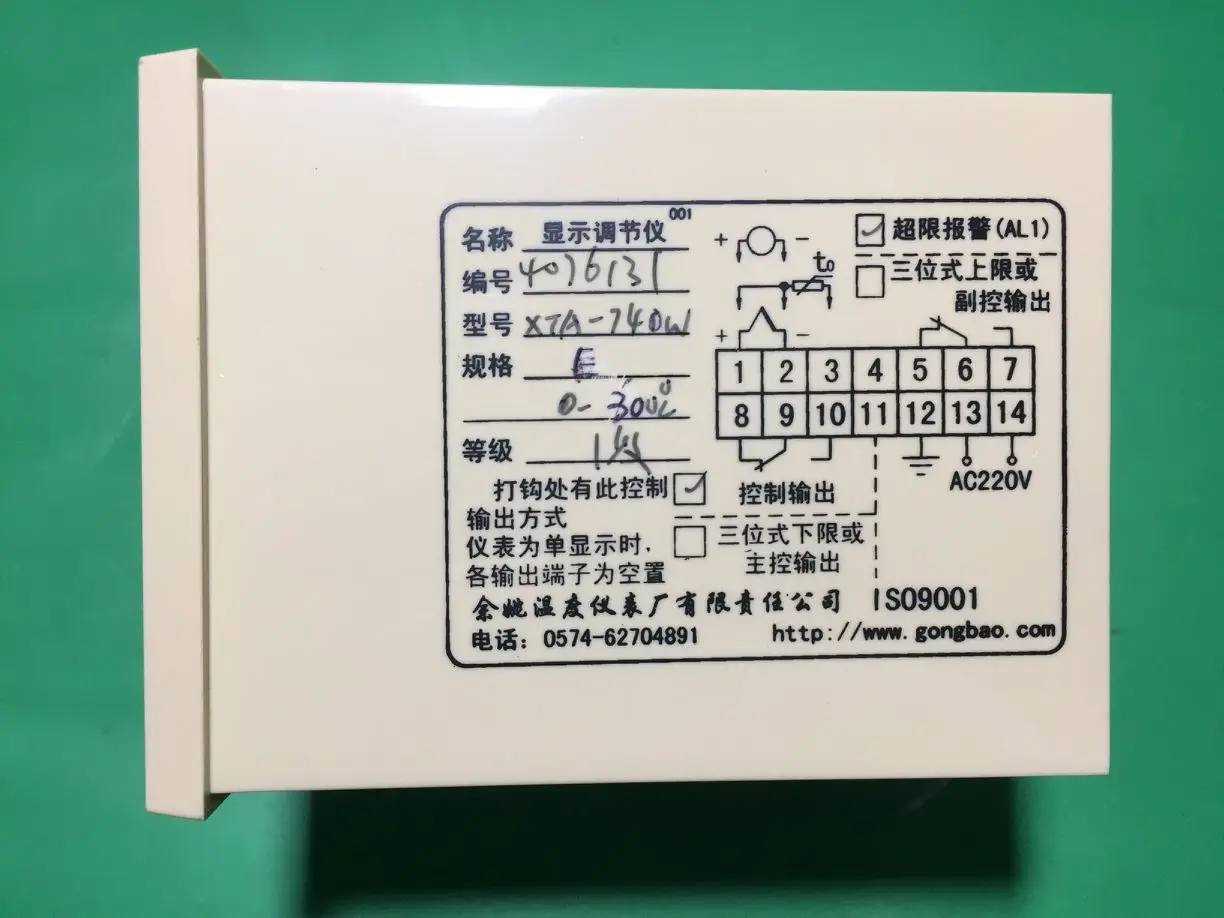 001
名称 显示调节仪
编号 4076131
型号 XTA-740W
规格 E
0-300℃
等级 1级
打钩处有此控制
输出方式
仪表为单显示时，
各输出端子为空置
+ -
t0
+ -
超限报警(AL1)
三位式上限或
副控输出
1 2 3 4 5 6 7
8 9 10 11 12 13 14
控制输出
AC220V
三位式下限或
主控输出
余姚温度仪表厂有限责任公司 ISO9001
电话：0574-62704891 http://www.gongbao.com